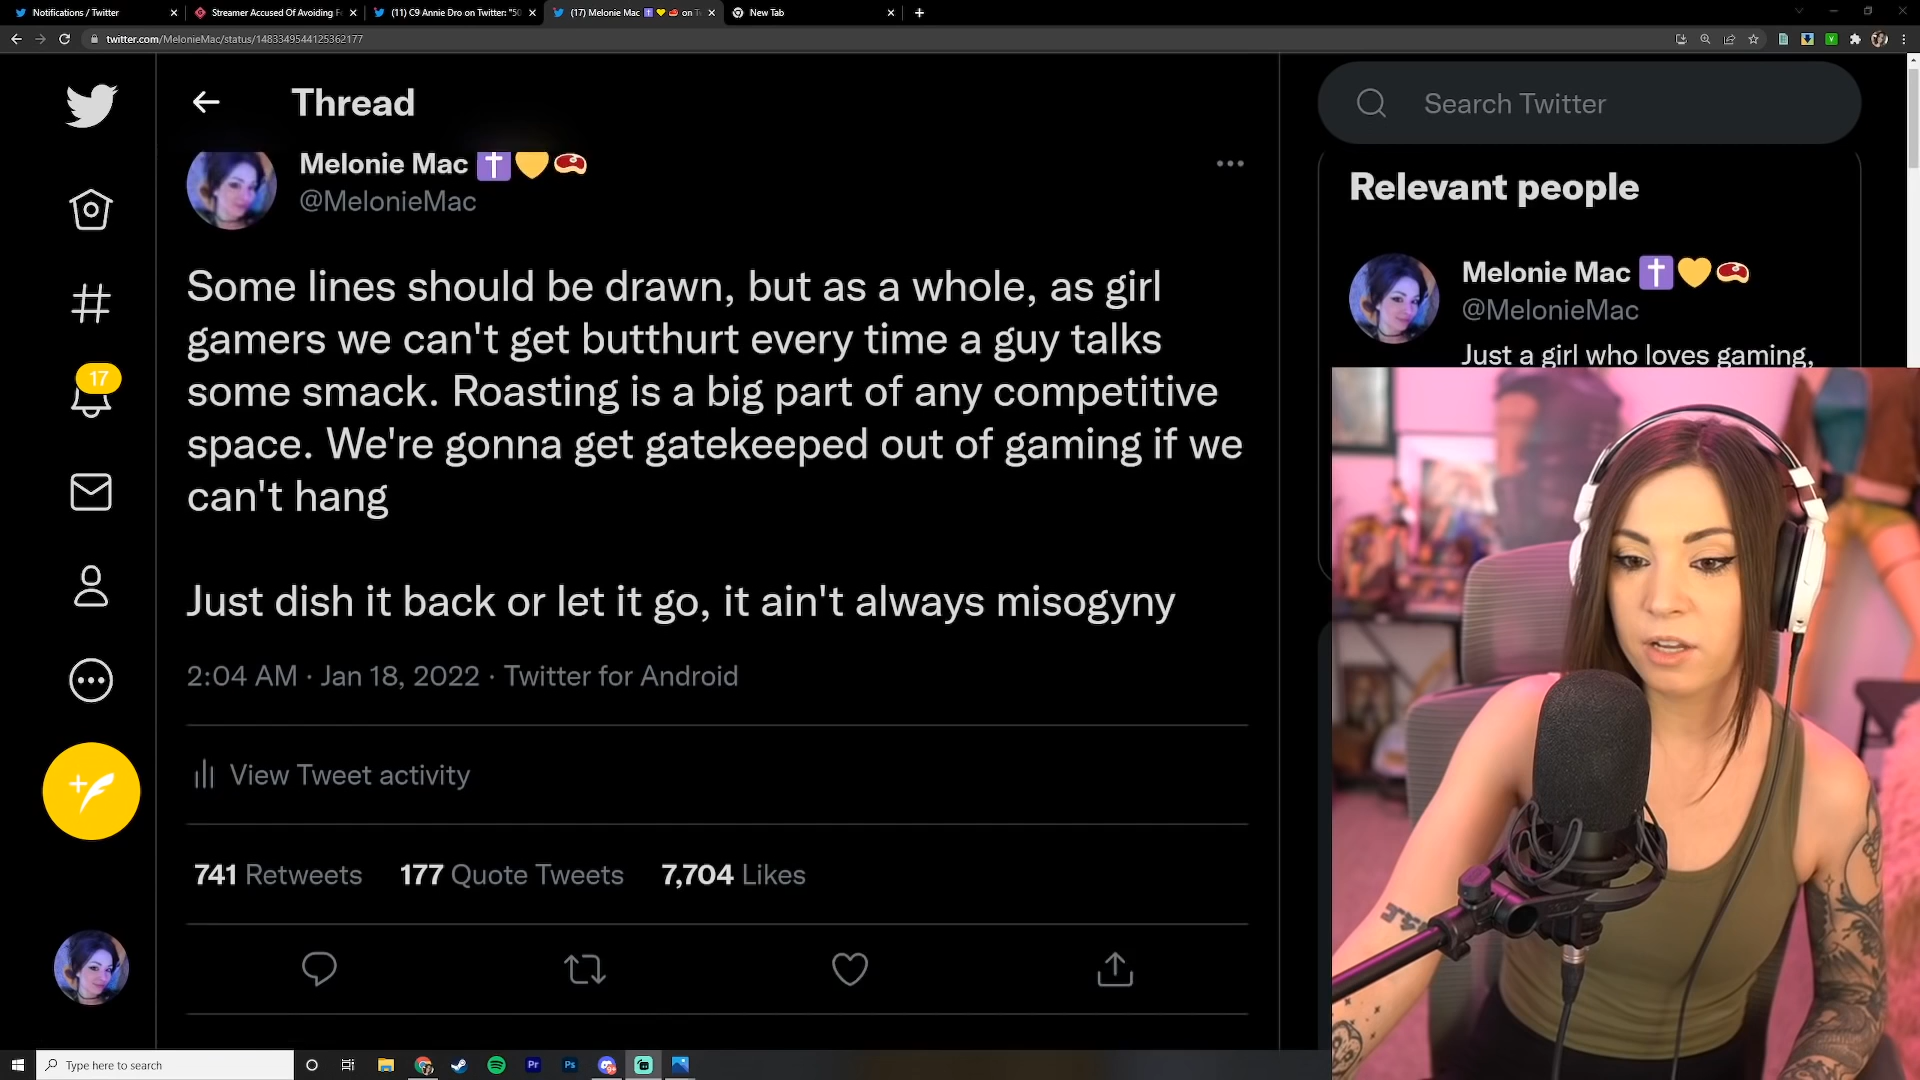 Notifications / Twitter
Streamer Accused Of Avoiding F
(11) C9 Annie Dro on Twitter: "50
(17) Melonie Mac ✝️💛🥩 on T
New Tab
twitter.com/MelonieMac/status/1483349544125362177
Thread
Search Twitter
Melonie Mac ✝️💛🥩
@MelonieMac
Some lines should be drawn, but as a whole, as girl
gamers we can't get butthurt every time a guy talks
some smack. Roasting is a big part of any competitive
space. We're gonna get gatekeeped out of gaming if we
can't hang
Just dish it back or let it go, it ain't always misogyny
2:04 AM · Jan 18, 2022 · Twitter for Android
View Tweet activity
741 Retweets 177 Quote Tweets 7,704 Likes
17
Relevant people
Melonie Mac ✝️💛🥩
@MelonieMac
Just a girl who loves gaming,
Type here to search
Pr
Ps